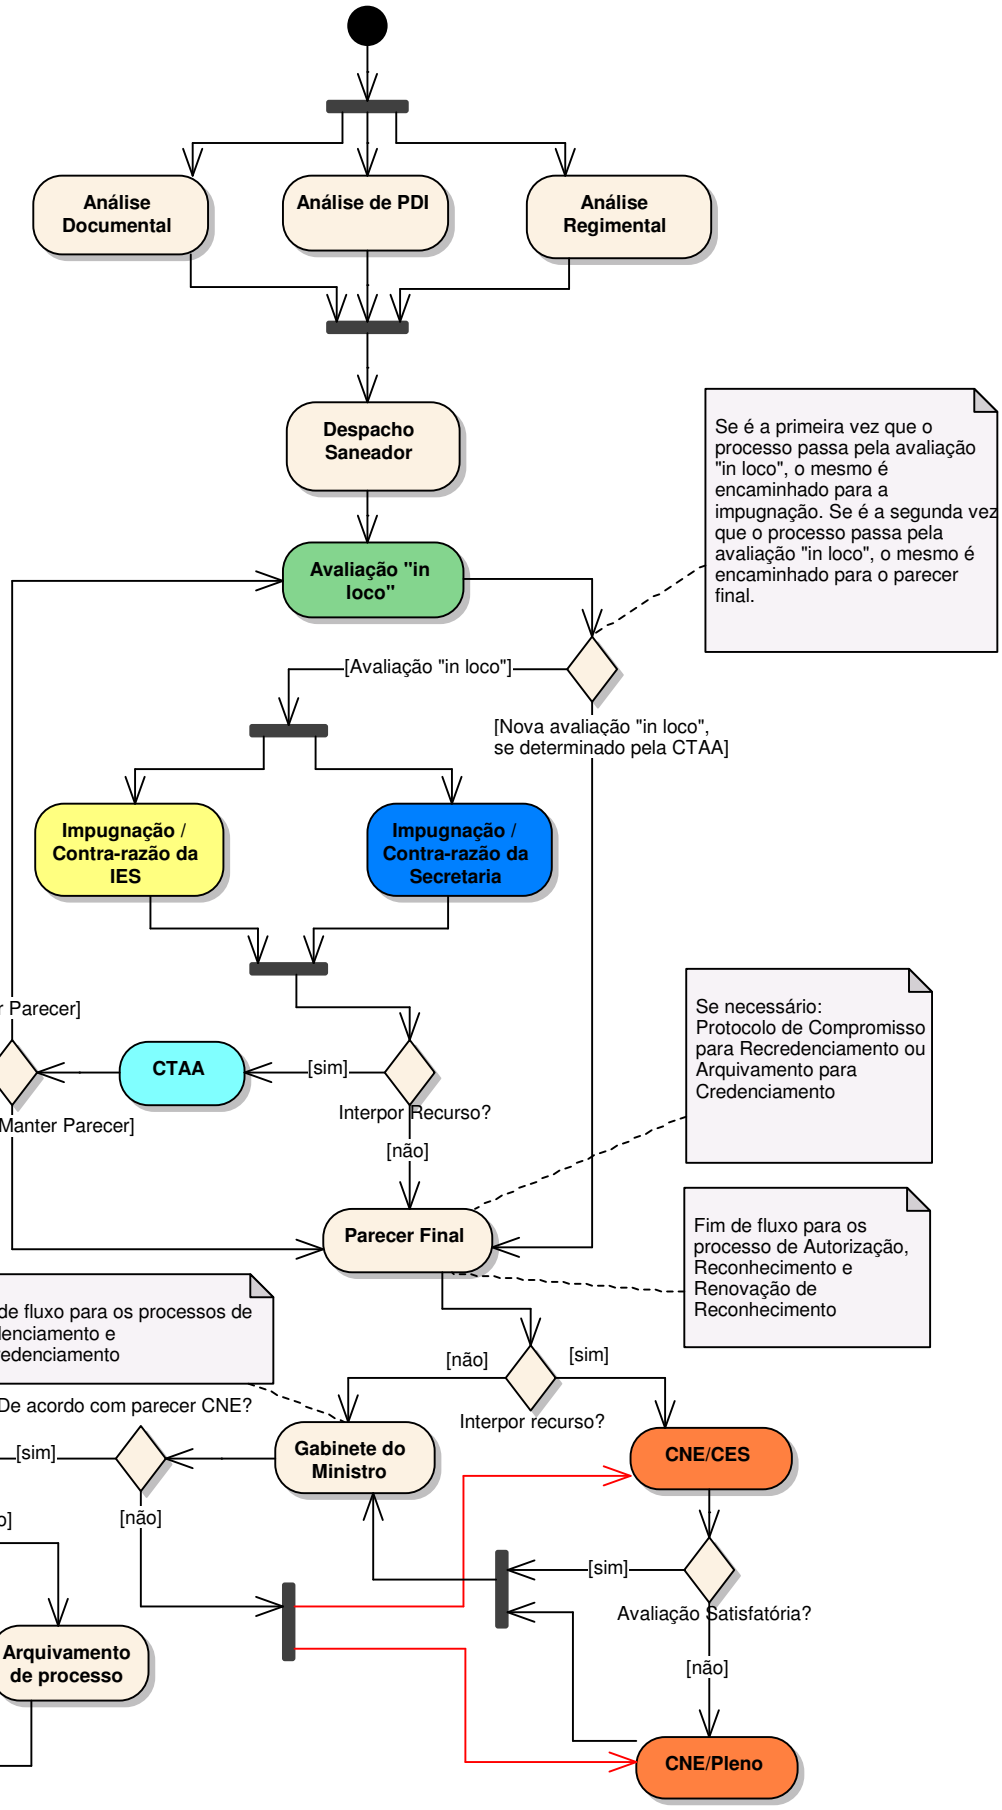 Análise
Documental
Análise de PDI
Análise
Regimental
Despacho
Saneador
Se é a primeira vez que o
processo passa pela avaliação
"in loco", o mesmo é
encaminhado para a
impugnação. Se é a segunda vez
que o processo passa pela
avaliação "in loco", o mesmo é
encaminhado para o parecer
final.
Avaliação "in
loco"
[Avaliação "in loco"]
[Nova avaliação "in loco",
se determinado pela CTAA]
Impugnação /
Contra-razão da
IES
Impugnação /
Contra-razão da
Secretaria
r Parecer]
CTAA
[sim]
Interpor Recurso?
Manter Parecer]
[não]
Se necessário:
Protocolo de Compromisso
para Recredenciamento ou
Arquivamento para
Credenciamento
Parecer Final
Fim de fluxo para os
processo de Autorização,
Reconhecimento e
Renovação de
Reconhecimento
de fluxo para os processos de
denciamento e
redenciamento
[não]
[sim]
Interpor recurso?
De acordo com parecer CNE?
[sim]
Gabinete do
Ministro
CNE/CES
[não]
o]
[sim]
Avaliação Satisfatória?
[não]
Arquivamento
de processo
CNE/Pleno